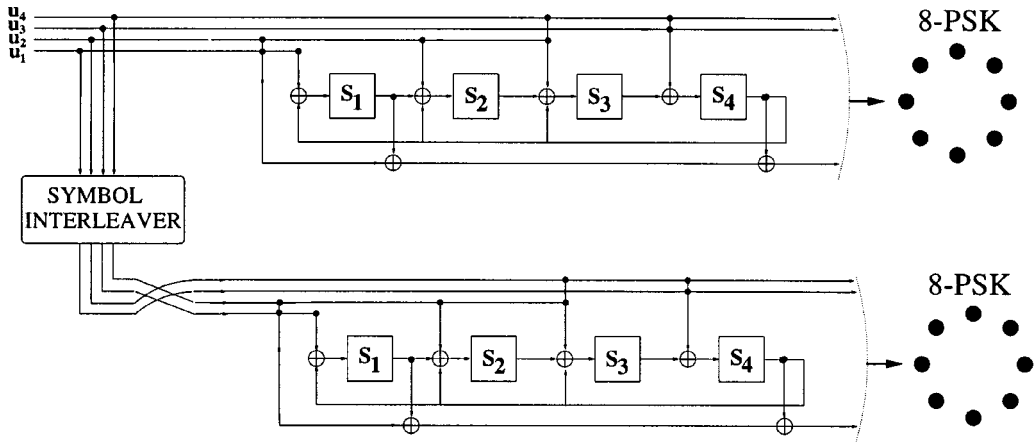 u4
u3
u2
u1
8-PSK
S1 S2 S3 S4
SYMBOL
INTERLEAVER
8-PSK
S1 S2 S3 S4